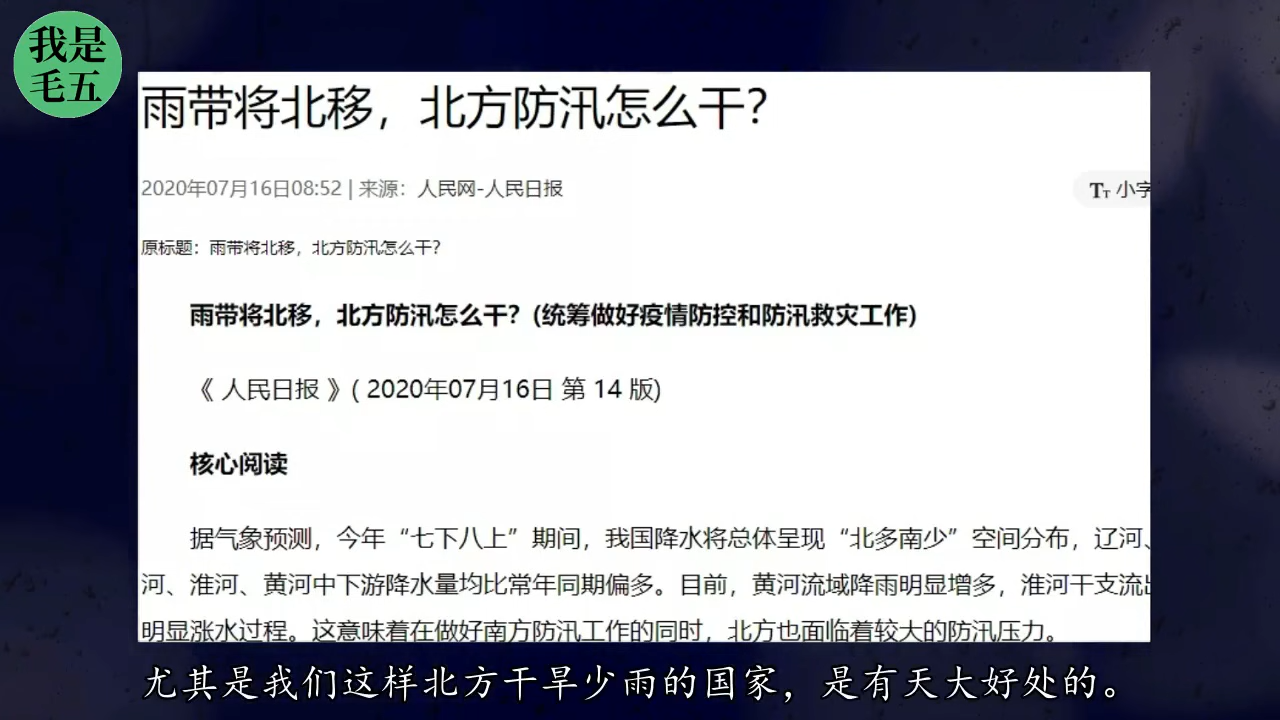 我是
毛五
雨带将北移，北方防汛怎么干？
2020年07月16日08:52 | 来源：人民网-人民日报
TT 小字
原标题：雨带将北移，北方防汛怎么干？
雨带将北移，北方防汛怎么干？(统筹做好疫情防控和防汛救灾工作)
《 人民日报 》( 2020年07月16日 第 14 版)
核心阅读
据气象预测，今年“七下八上”期间，我国降水将总体呈现“北多南少”空间分布，辽河、
河、淮河、黄河中下游降水量均比常年同期偏多。目前，黄河流域降雨明显增多，淮河干支流出
明显涨水过程。这意味着在做好南方防汛工作的同时，北方也面临着较大的防汛压力。
尤其是我们这样北方干旱少雨的国家，是有天大好处的。